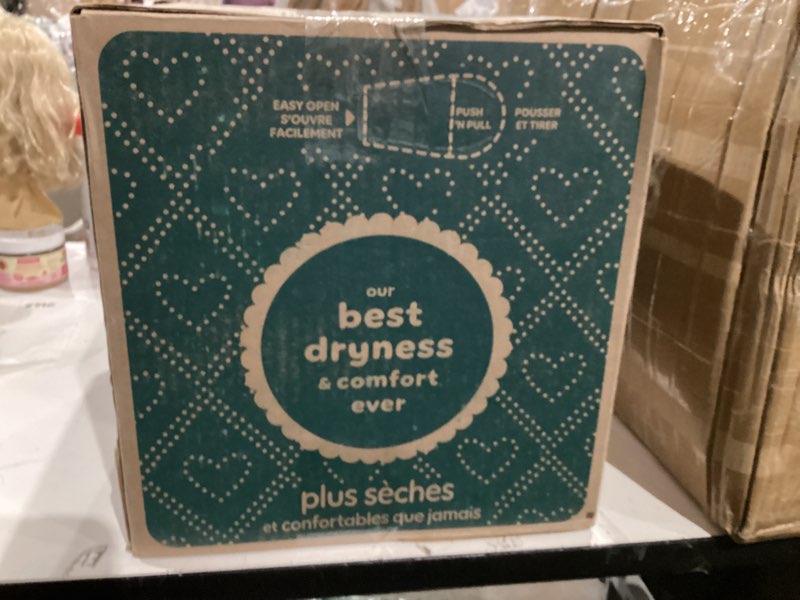 EASY OPEN
S'OUVRE
FACILEMENT
PUSH
'N PULL
POUSSER
ET TIRER
our
best
dryness
& comfort
ever
plus sèches
et confortables que jamais